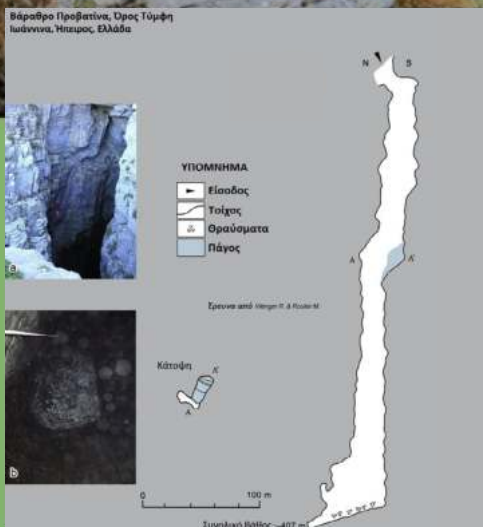 Βάραθρο Προβατίνα, Όρος Τύμφη
Ιωάννινα, Ήπειρος, Ελλάδα
N B
a
ΥΠΟΜΝΗΜΑ
Είσοδος
Τοίχος
Θραύσματα
Πάγος
A A'
Έρευνα από
Κάτοψη
A'
A
b
0 100 m
Συνολικό βάθος -407 m